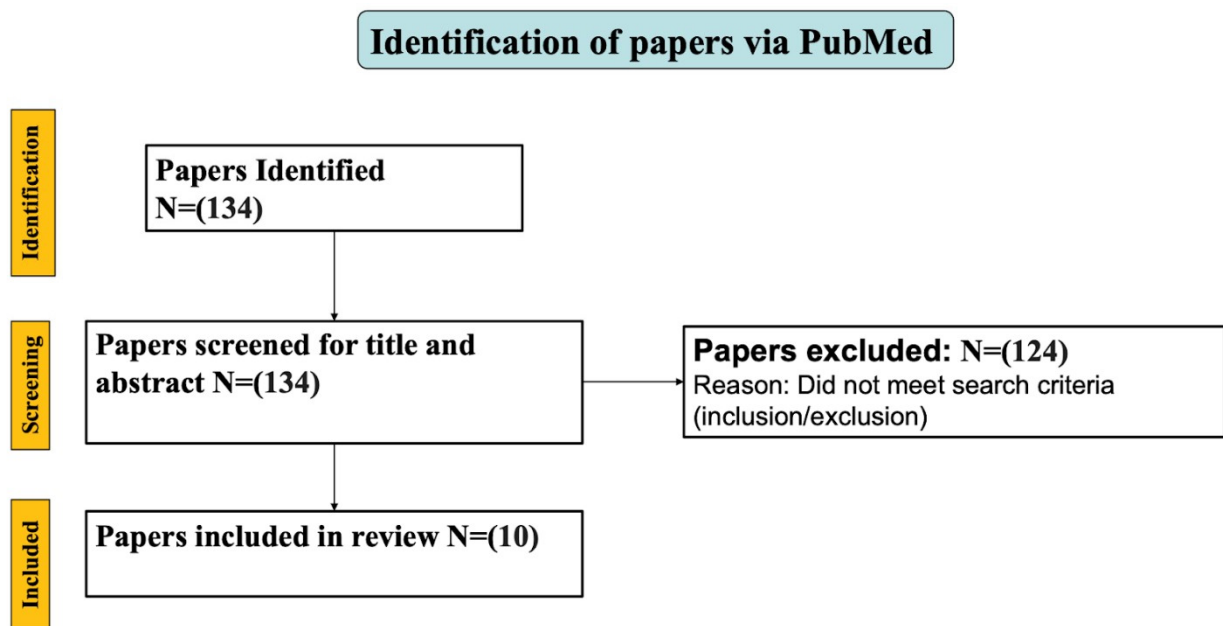 Identification of papers via PubMed
Identification
Papers Identified
N=(134)
Screening
Papers screened for title and
abstract N=(134)
Papers excluded: N=(124)
Reason: Did not meet search criteria
(inclusion/exclusion)
Included
Papers included in review N=(10)